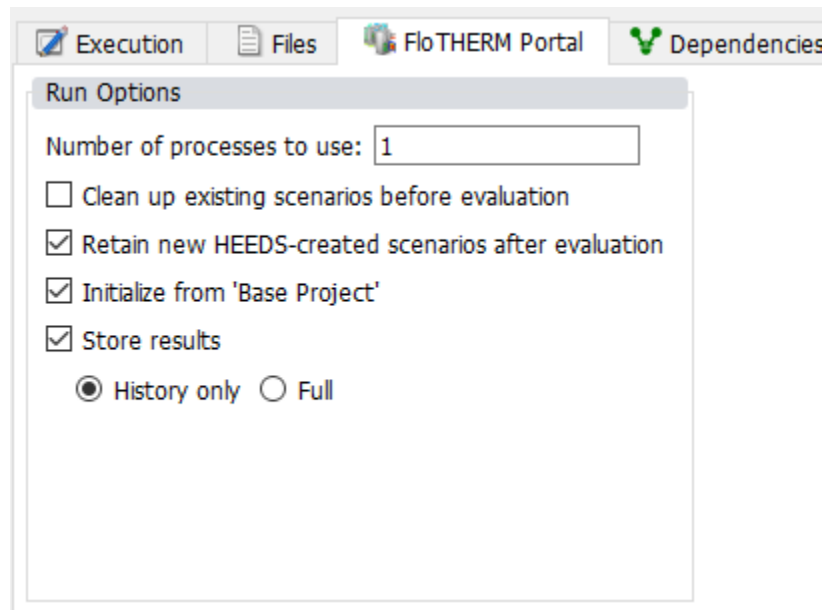 Execution Files FloTHERM Portal Dependencies
Run Options
Number of processes to use: 1
Clean up existing scenarios before evaluation
Retain new HEEDS-created scenarios after evaluation
Initialize from 'Base Project'
Store results
History only Full